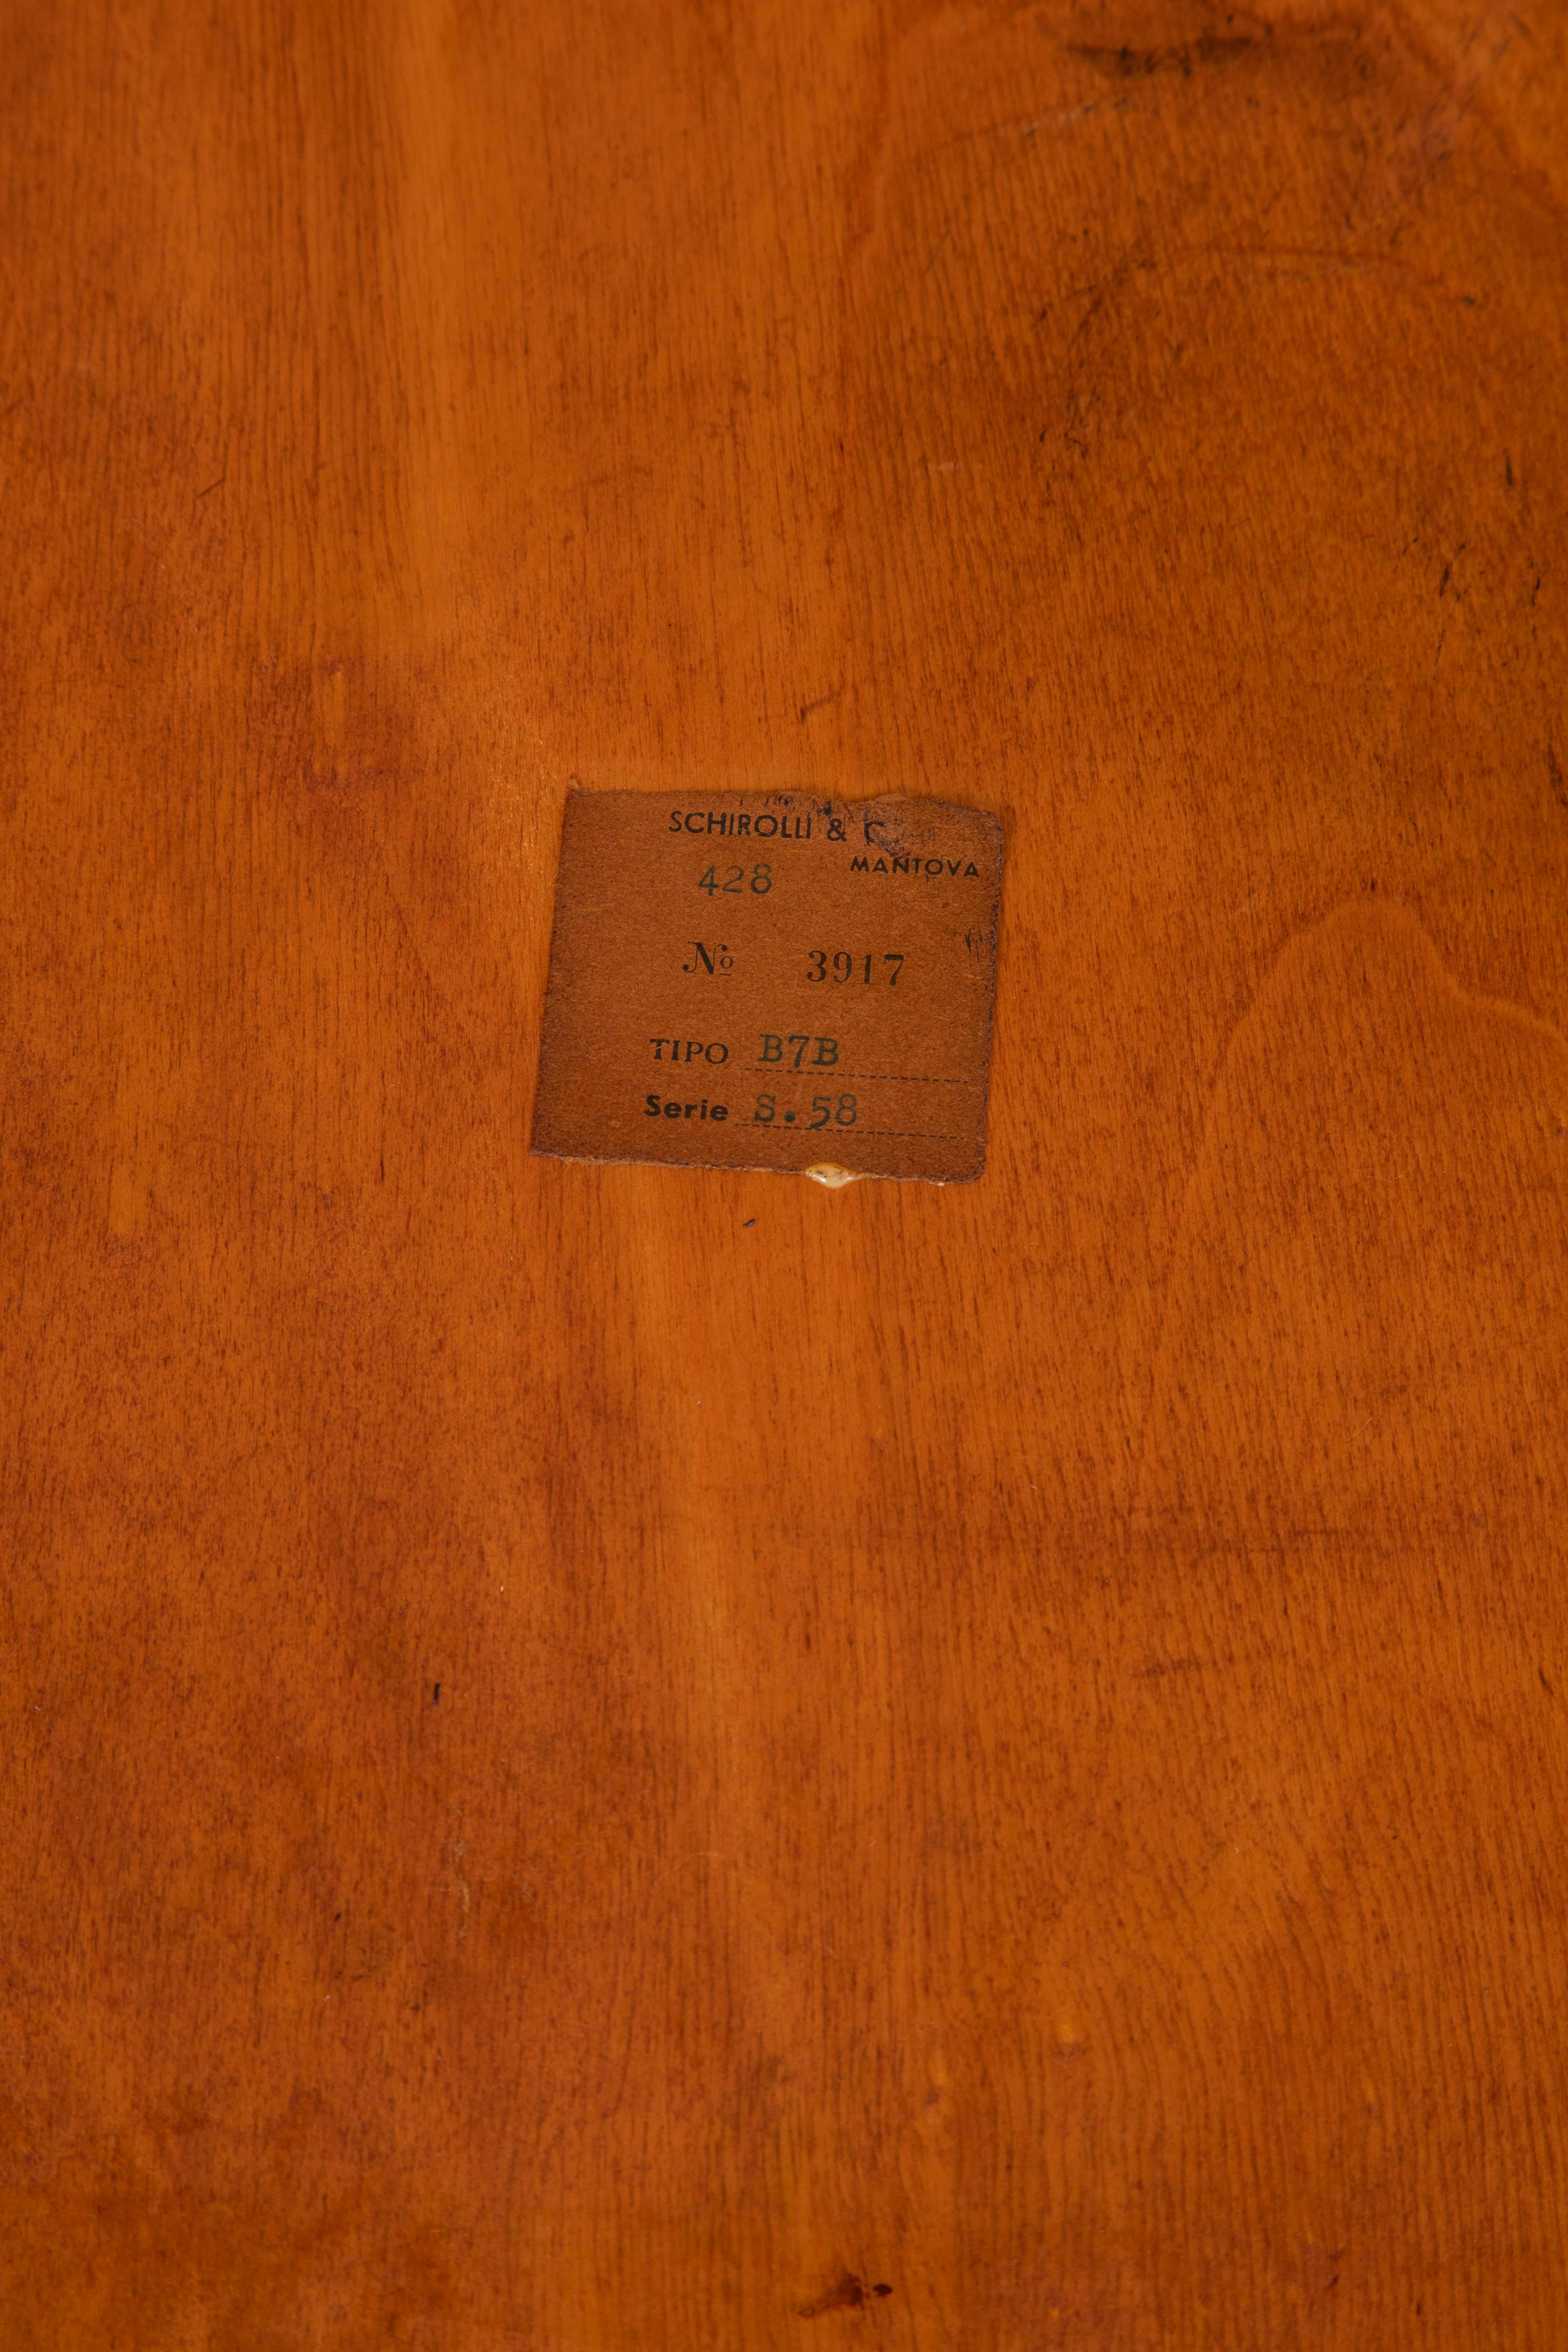 SCHIROLLI & C.
MANTOVA
428
No 3917
TIPO B7B
Serie S.58